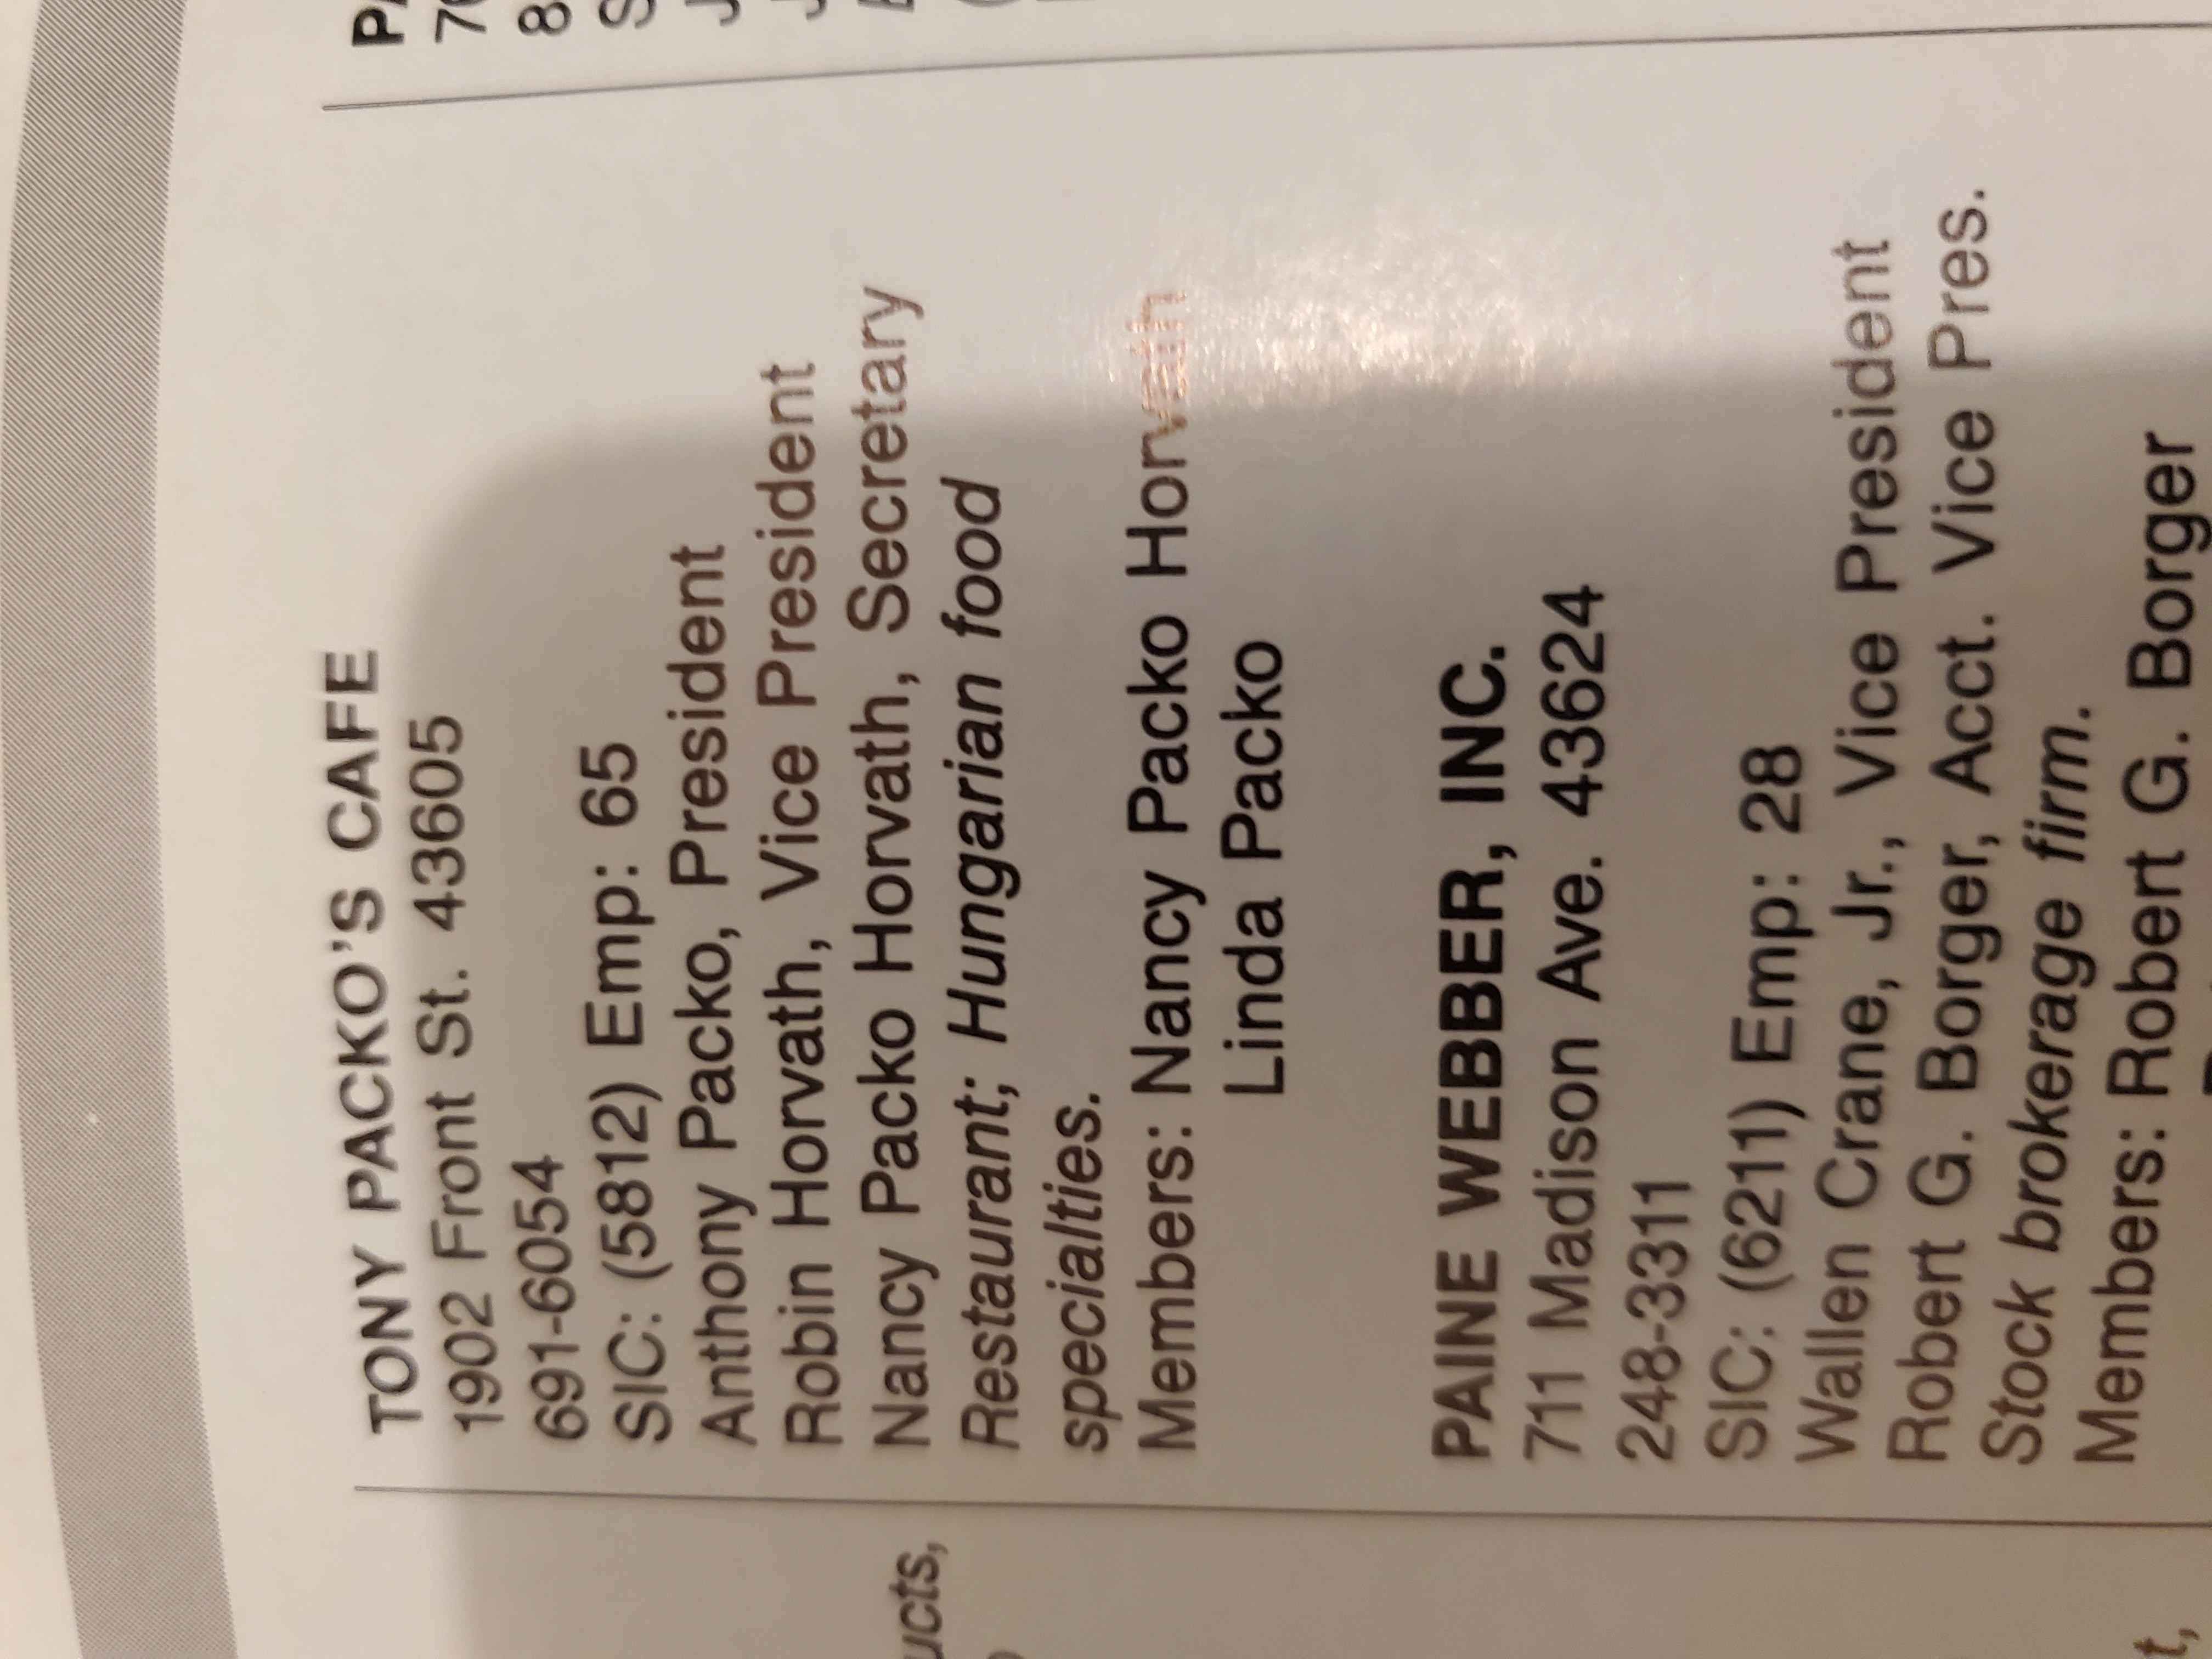 TONY PACKO'S CAFE
1902 Front St. 43605
691-6054
SIC: (5812) Emp: 65
Anthony Packo, President
Robin Horvath, Vice President
Nancy Packo Horvath, Secretary
Restaurant; Hungarian food
specialties.
Members: Nancy Packo Horvath
Linda Packo
PAINE WEBBER, INC.
711 Madison Ave. 43624
248-3311
SIC: (6211) Emp: 28
Wallen Crane, Jr., Vice President
Robert G. Borger, Acct. Vice Pres.
Stock brokerage firm.
Members: Robert G. Borger